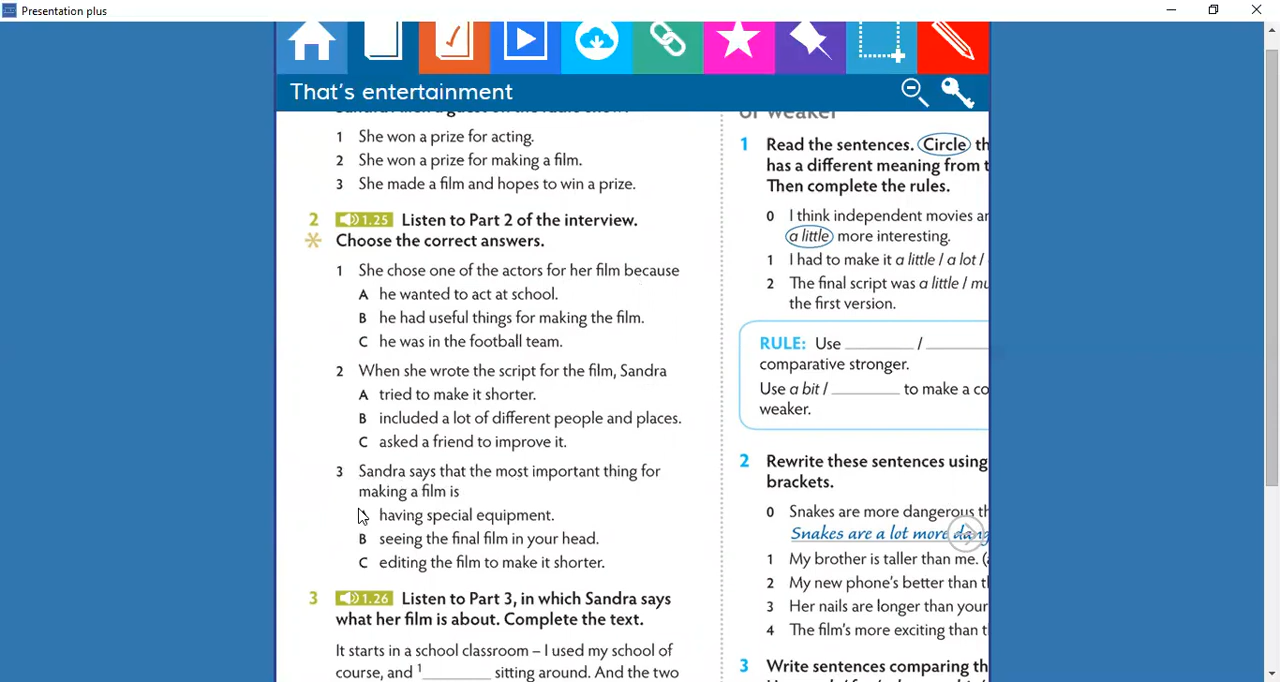 Presentation plus
That's entertainment
1 She won a prize for acting.
2 She won a prize for making a film.
3 She made a film and hopes to win a prize.
2 1.25 Listen to Part 2 of the interview.
Choose the correct answers.
1 She chose one of the actors for her film because
A he wanted to act at school.
B he had useful things for making the film.
C he was in the football team.
2 When she wrote the script for the film, Sandra
A tried to make it shorter.
B included a lot of different people and places.
C asked a friend to improve it.
3 Sandra says that the most important thing for
making a film is
having special equipment.
B seeing the final film in your head.
C editing the film to make it shorter.
3 1.26 Listen to Part 3, in which Sandra says
what her film is about. Complete the text.
It starts in a school classroom – I used my school of
course, and 1 ________ sitting around. And the two
or weaker
1 Read the sentences. Circle th
has a different meaning from t
Then complete the rules.
0 I think independent movies ar
a little more interesting.
1 I had to make it a little / a lot /
2 The final script was a little / mu
the first version.
RULE: Use ________ / ________
comparative stronger.
Use a bit / ________ to make a co
weaker.
2 Rewrite these sentences using
brackets.
0 Snakes are more dangerous th
Snakes are a lot more dang
1 My brother is taller than me. (a
2 My new phone's better than t
3 Her nails are longer than your
4 The film's more exciting than t
3 Write sentences comparing th